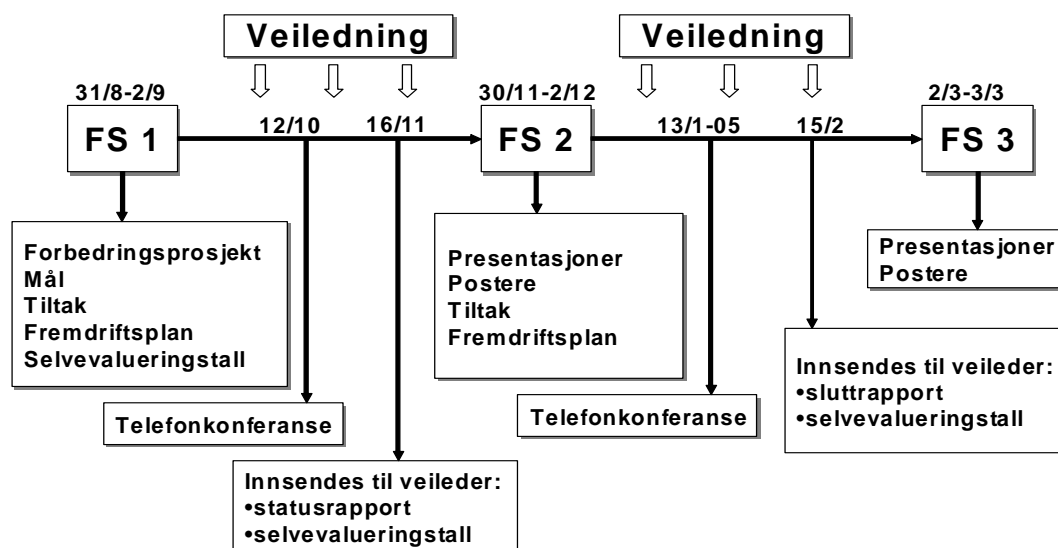 Veiledning
Veiledning
31/8-2/9
30/11-2/12
2/3-3/3
12/10
16/11
13/1-05
15/2
FS 1
FS 2
FS 3
Forbedringsprosjekt
Mål
Tiltak
Fremdriftsplan
Selvevalueringstall
Presentasjoner
Postere
Tiltak
Fremdriftsplan
Presentasjoner
Postere
Telefonkonferanse
Telefonkonferanse
Innsendes til veileder:
•sluttrapport
•selvevalueringstall
Innsendes til veileder:
•statusrapport
•selvevalueringstall